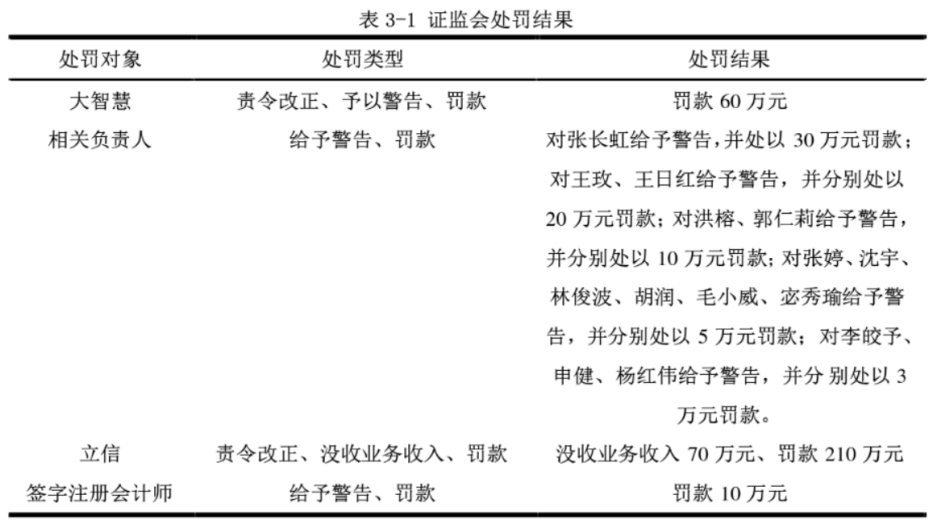 表 3-1 证监会处罚结果
处罚对象 处罚类型 处罚结果
大智慧 责令改正、予以警告、罚款 罚款 60 万元
相关负责人 给予警告、罚款 对张长虹给予警告，并处以 30 万元罚款；
对王玫、王日红给予警告，并分别处以
20 万元罚款；对洪榕、郭仁莉给予警告，
并分别处以 10 万元罚款；对张婷、沈宇、
林俊波、胡润、毛小威、宓秀瑜给予警
告，并分别处以 5 万元罚款；对李皎予、
申健、杨红伟给予警告，并分 别处以 3
万元罚款。
立信 责令改正、没收业务收入、罚款 没收业务收入 70 万元、罚款 210 万元
签字注册会计师 给予警告、罚款 罚款 10 万元